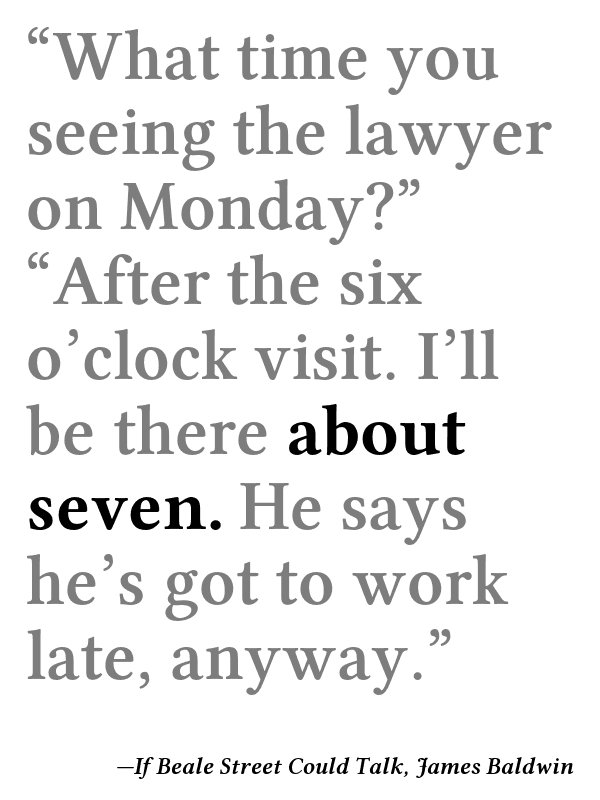 “What time you
seeing the lawyer
on Monday?”
“After the six
o’clock visit. I’ll
be there about
seven. He says
he’s got to work
late, anyway.”
—If Beale Street Could Talk, James Baldwin